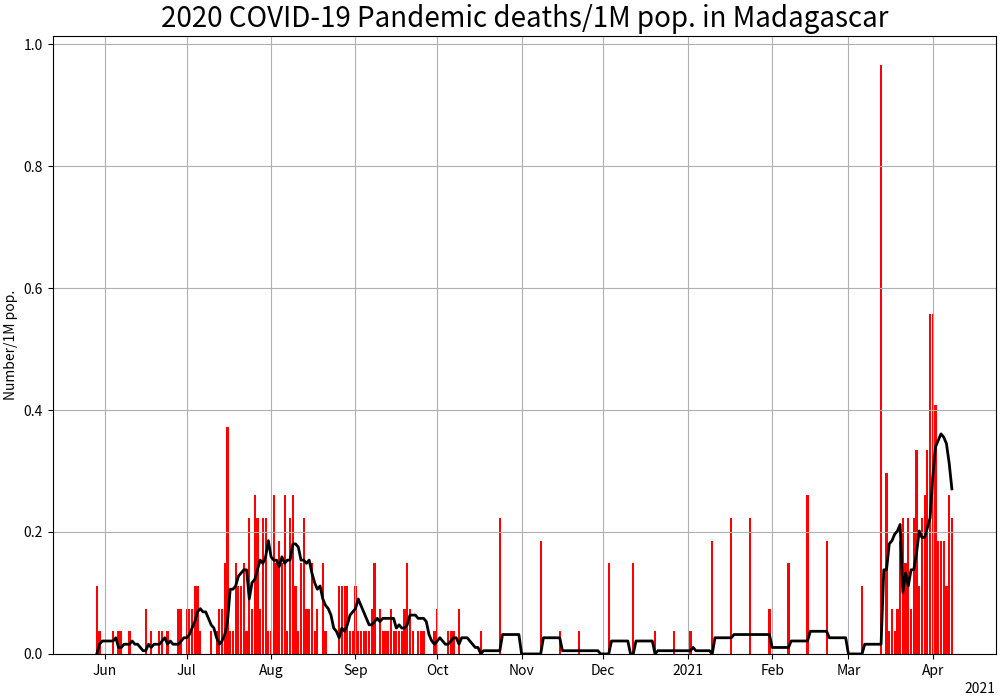 2020 COVID-19 Pandemic deaths/1M pop. in Madagascar
Number/1M pop.
1.0
0.8
0.6
0.4
0.2
0.0
Jun Jul Aug Sep Oct Nov Dec 2021 Feb Mar Apr
2021